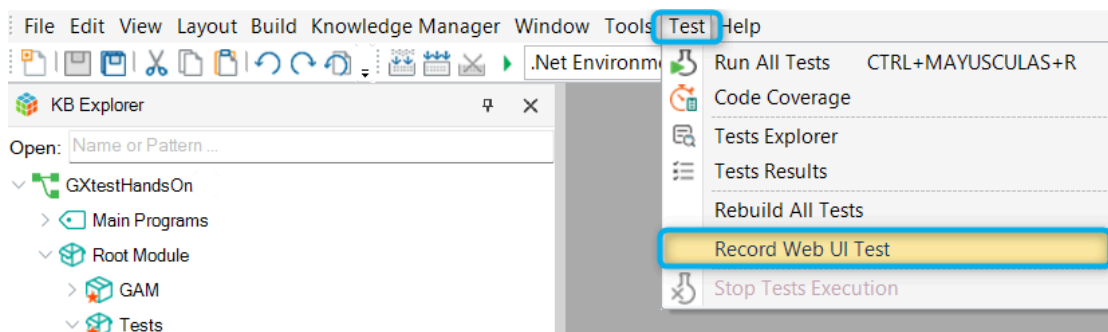 File Edit View Layout Build Knowledge Manager Window Tools Test Help
.Net Environm
KB Explorer
Open: Name or Pattern ...
GXtestHandsOn
Main Programs
Root Module
GAM
Tests
Run All Tests CTRL+MAYUSCULAS+R
Code Coverage
Tests Explorer
Tests Results
Rebuild All Tests
Record Web UI Test
Stop Tests Execution